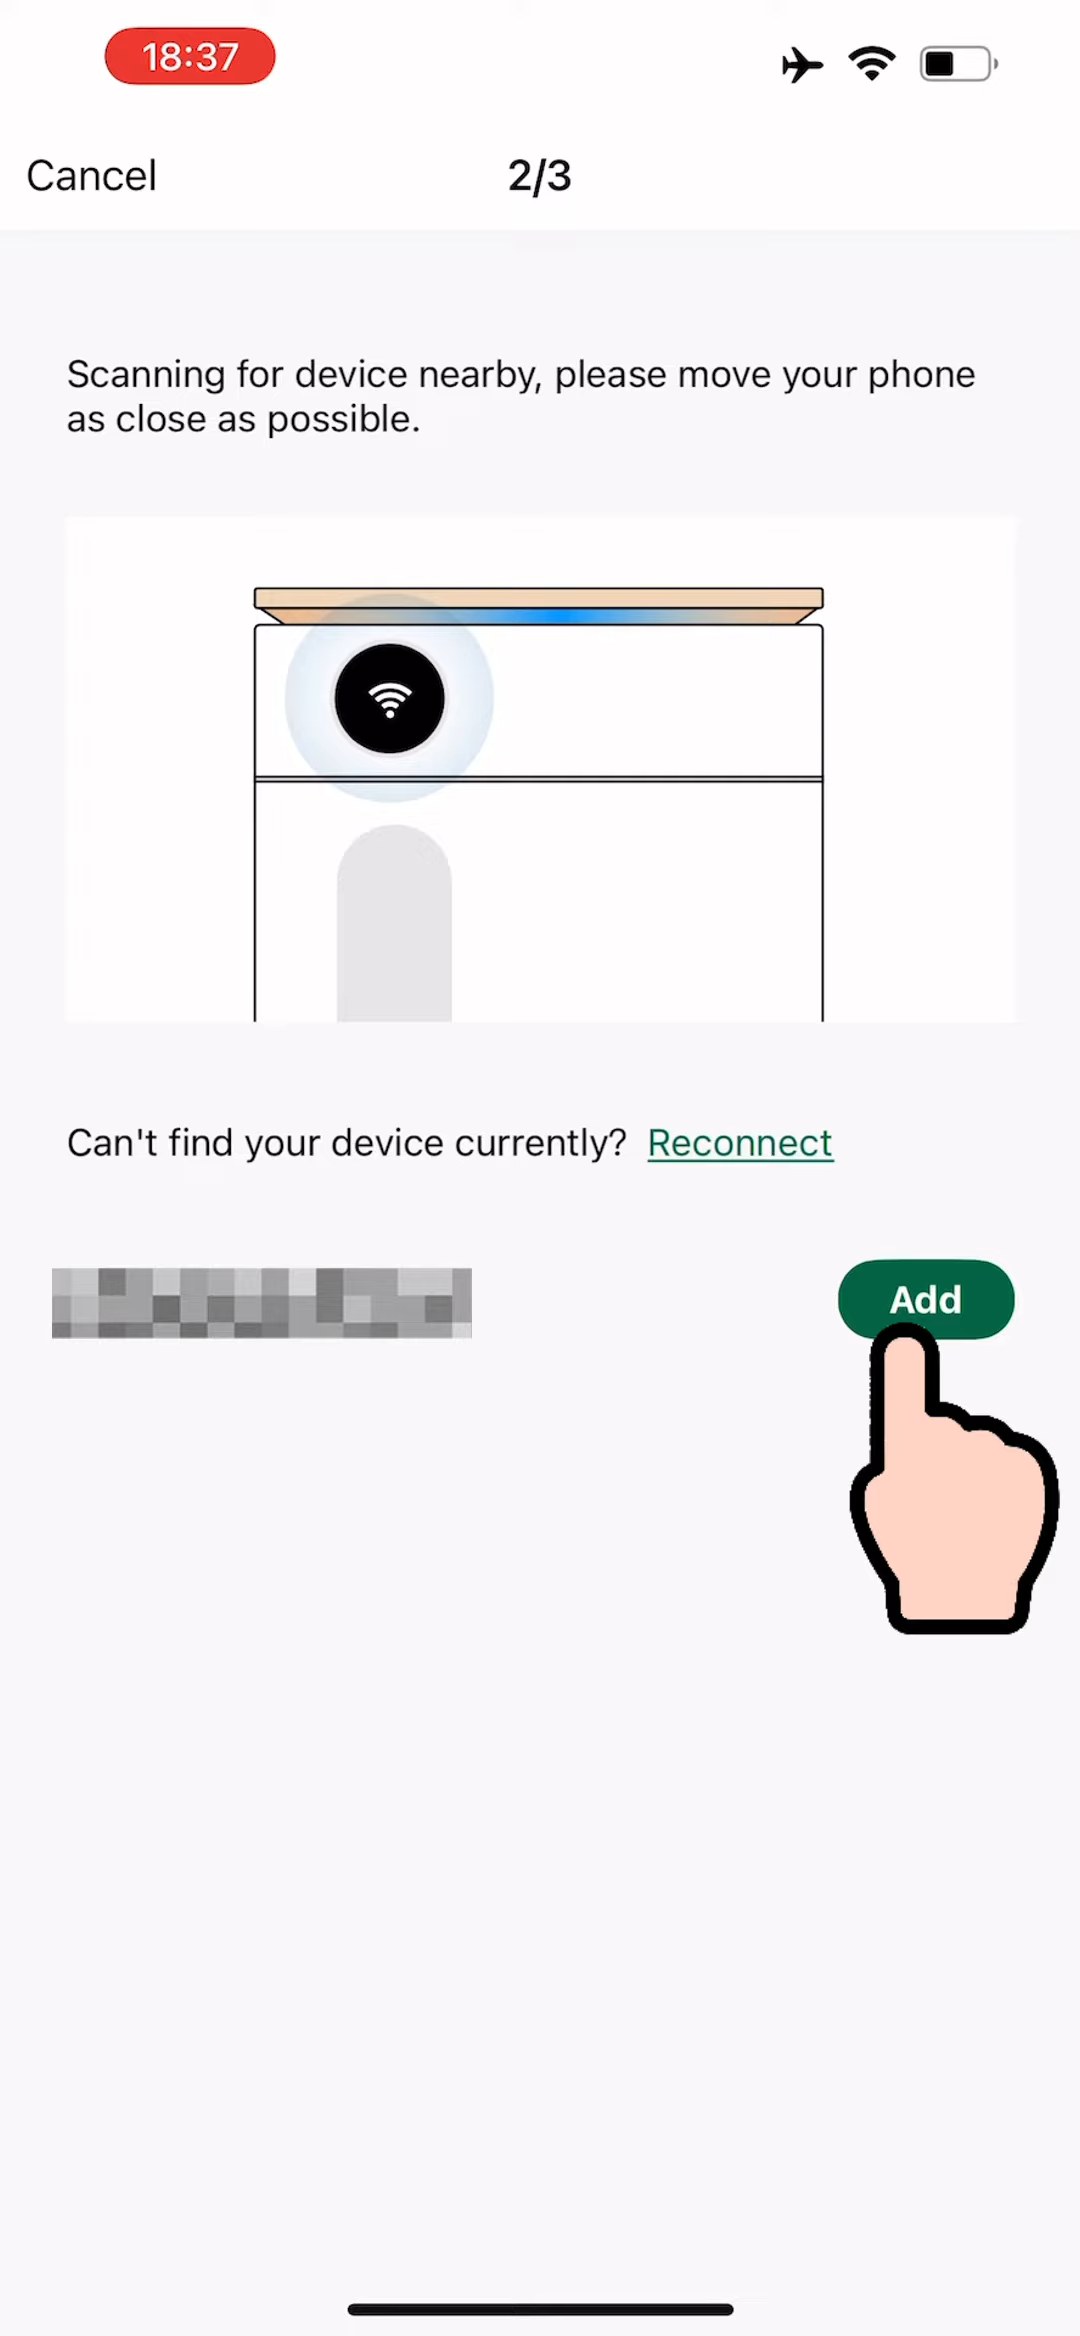 18:37
Cancel
2/3
Scanning for device nearby, please move your phone
as close as possible.
Can't find your device currently? Reconnect
Add